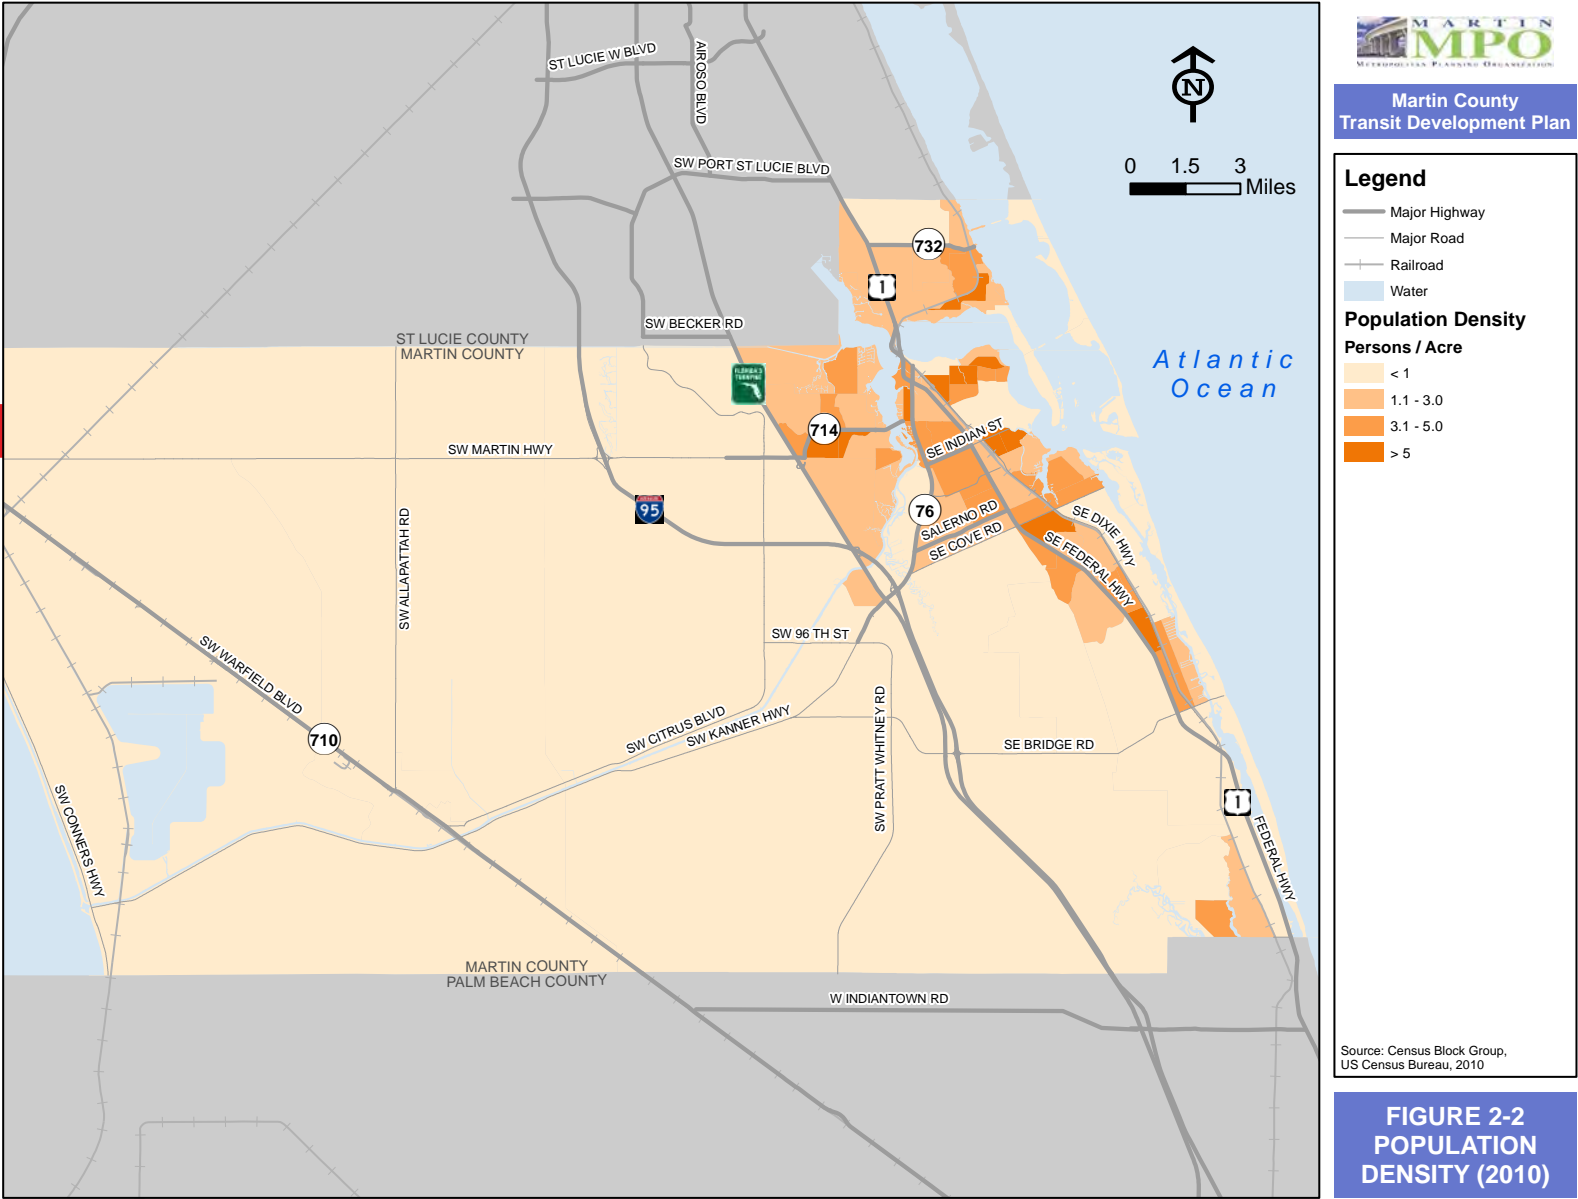 ST LUCIE W BLVD
AIROSO BLVD
SW PORT ST LUCIE BLVD
N
0 1.5 3
Miles
732
1
SW BECKER RD
ST LUCIE COUNTY
MARTIN COUNTY
FLORIDA'S
TURNPIKE
Atlantic
Ocean
714
SE INDIAN ST
SW MARTIN HWY
95
76
SALERNO RD
SE COVE RD
SE DIXIE HWY
SE FEDERAL HWY
SW ALLAPATTAH RD
SW 96 TH ST
SW WARFIELD BLVD
710
SW CITRUS BLVD
SW KANNER HWY
SW PRATT WHITNEY RD
SE BRIDGE RD
SW CONNERS HWY
1
FEDERAL HWY
MARTIN COUNTY
PALM BEACH COUNTY
W INDIANTOWN RD
MARTIN
MPO
METROPOLITAN PLANNING ORGANIZATION
Martin County
Transit Development Plan
Legend
Major Highway
Major Road
Railroad
Water
Population Density
Persons / Acre
< 1
1.1 - 3.0
3.1 - 5.0
> 5
Source: Census Block Group,
US Census Bureau, 2010
FIGURE 2-2
POPULATION
DENSITY (2010)